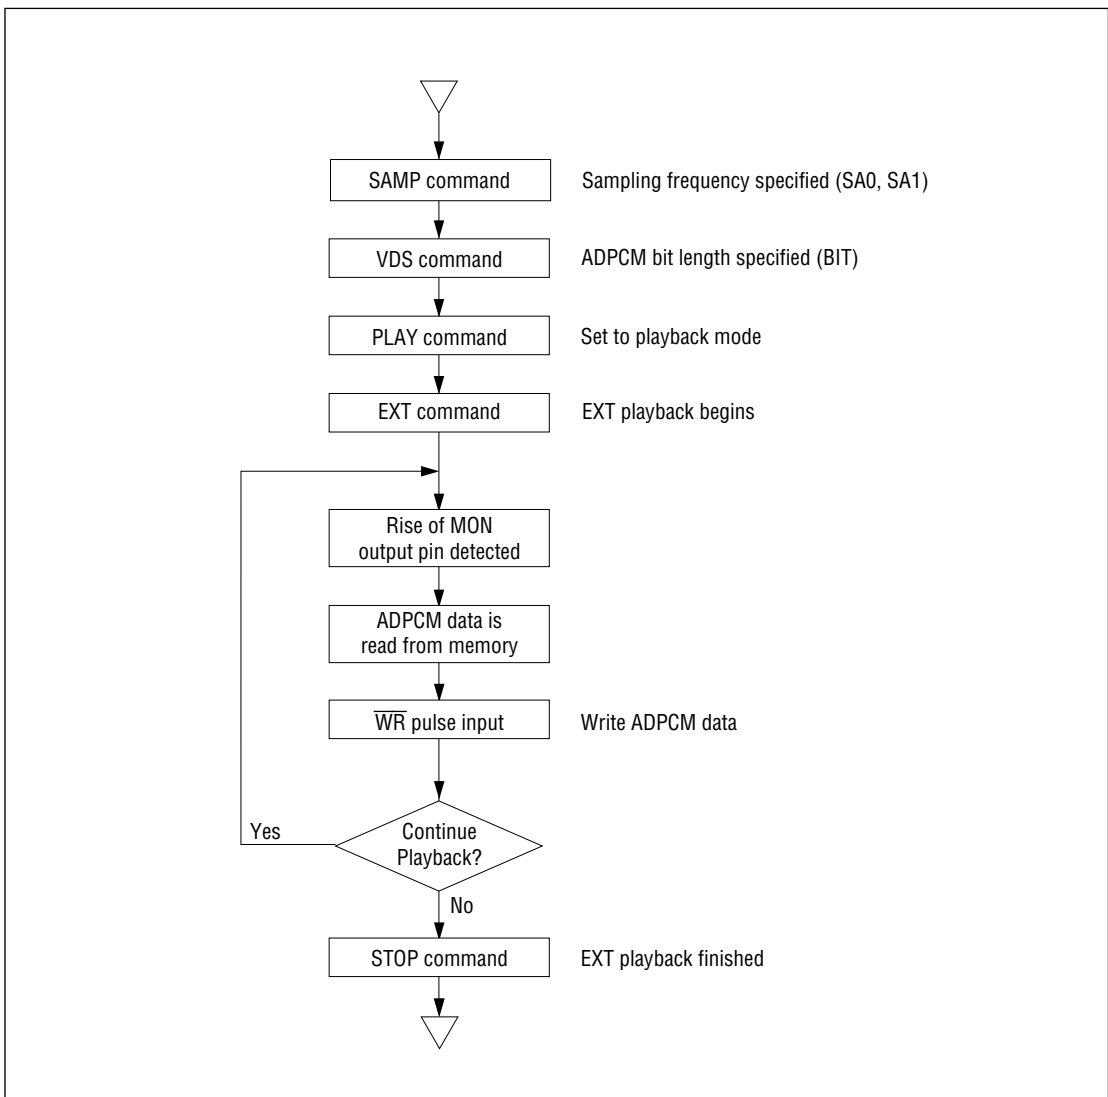 SAMP command
Sampling frequency specified (SA0, SA1)
VDS command
ADPCM bit length specified (BIT)
PLAY command
Set to playback mode
EXT command
EXT playback begins
Rise of MON
output pin detected
ADPCM data is
read from memory
W̅R̅ pulse input
Write ADPCM data
Yes
Continue
Playback?
No
STOP command
EXT playback finished